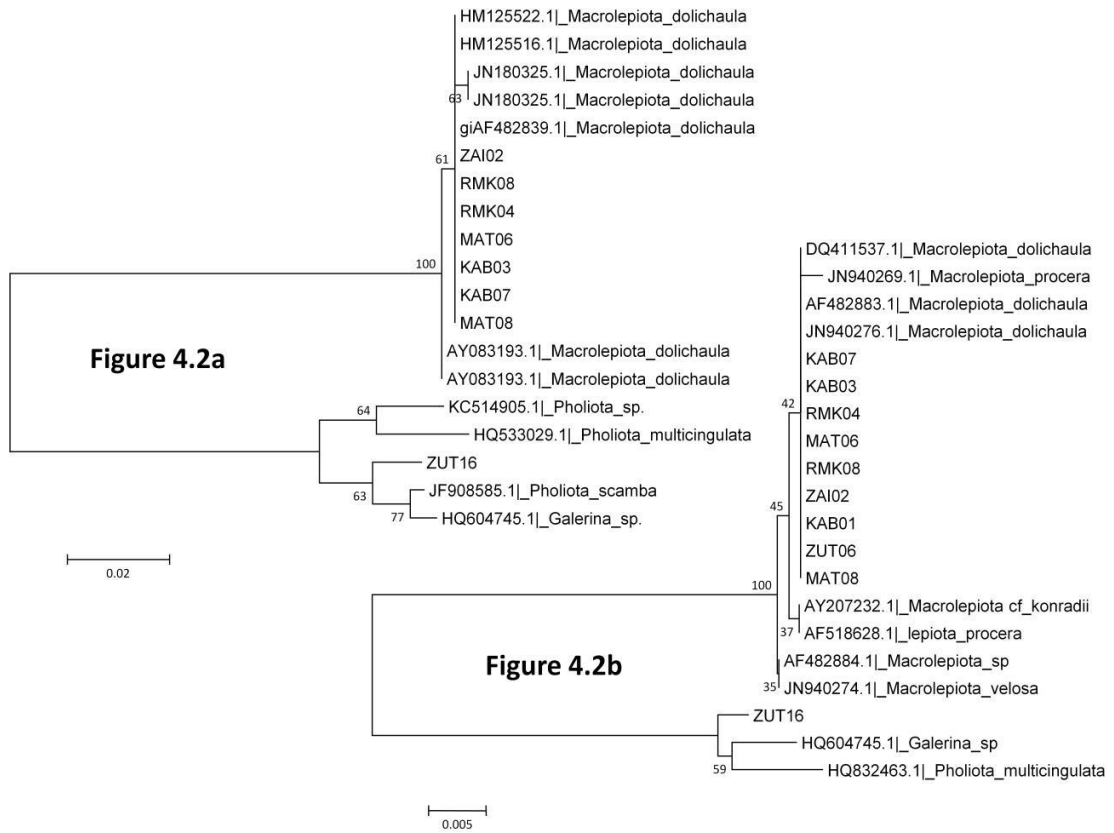 HM125522.1|_Macrolepiota_dolichaula
HM125516.1|_Macrolepiota_dolichaula
JN180325.1|_Macrolepiota_dolichaula
63
JN180325.1|_Macrolepiota_dolichaula
giAF482839.1|_Macrolepiota_dolichaula
61
ZAI02
RMK08
RMK04
MAT06
100
KAB03
KAB07
MAT08
Figure 4.2a
AY083193.1|_Macrolepiota_dolichaula
AY083193.1|_Macrolepiota_dolichaula
64
KC514905.1|_Pholiota_sp.
HQ533029.1|_Pholiota_multicingulata
ZUT16
63
JF908585.1|_Pholiota_scamba
77
HQ604745.1|_Galerina_sp.
0.02
DQ411537.1|_Macrolepiota_dolichaula
JN940269.1|_Macrolepiota_procera
AF482883.1|_Macrolepiota_dolichaula
JN940276.1|_Macrolepiota_dolichaula
KAB07
KAB03
42
RMK04
MAT06
RMK08
ZAI02
45
KAB01
ZUT06
MAT08
100
AY207232.1|_Macrolepiota cf_konradii
37
AF518628.1|_lepiota_procera
Figure 4.2b
AF482884.1|_Macrolepiota_sp
35
JN940274.1|_Macrolepiota_velosa
ZUT16
HQ604745.1|_Galerina_sp
59
HQ832463.1|_Pholiota_multicingulata
0.005